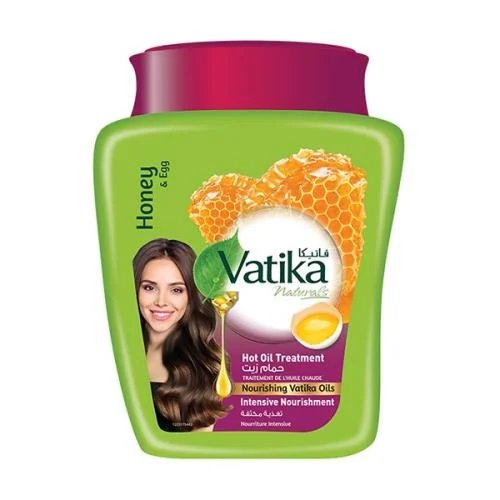 Honey
& Egg
فاتيكا
Vatika
Naturals
Hot Oil Treatment
حمام زيت
TRAITEMENT DE L'HUILE CHAUDE
Nourishing Vatika Oils
Intensive Nourishment
تغذية مكثفة
Nourriture Intensive